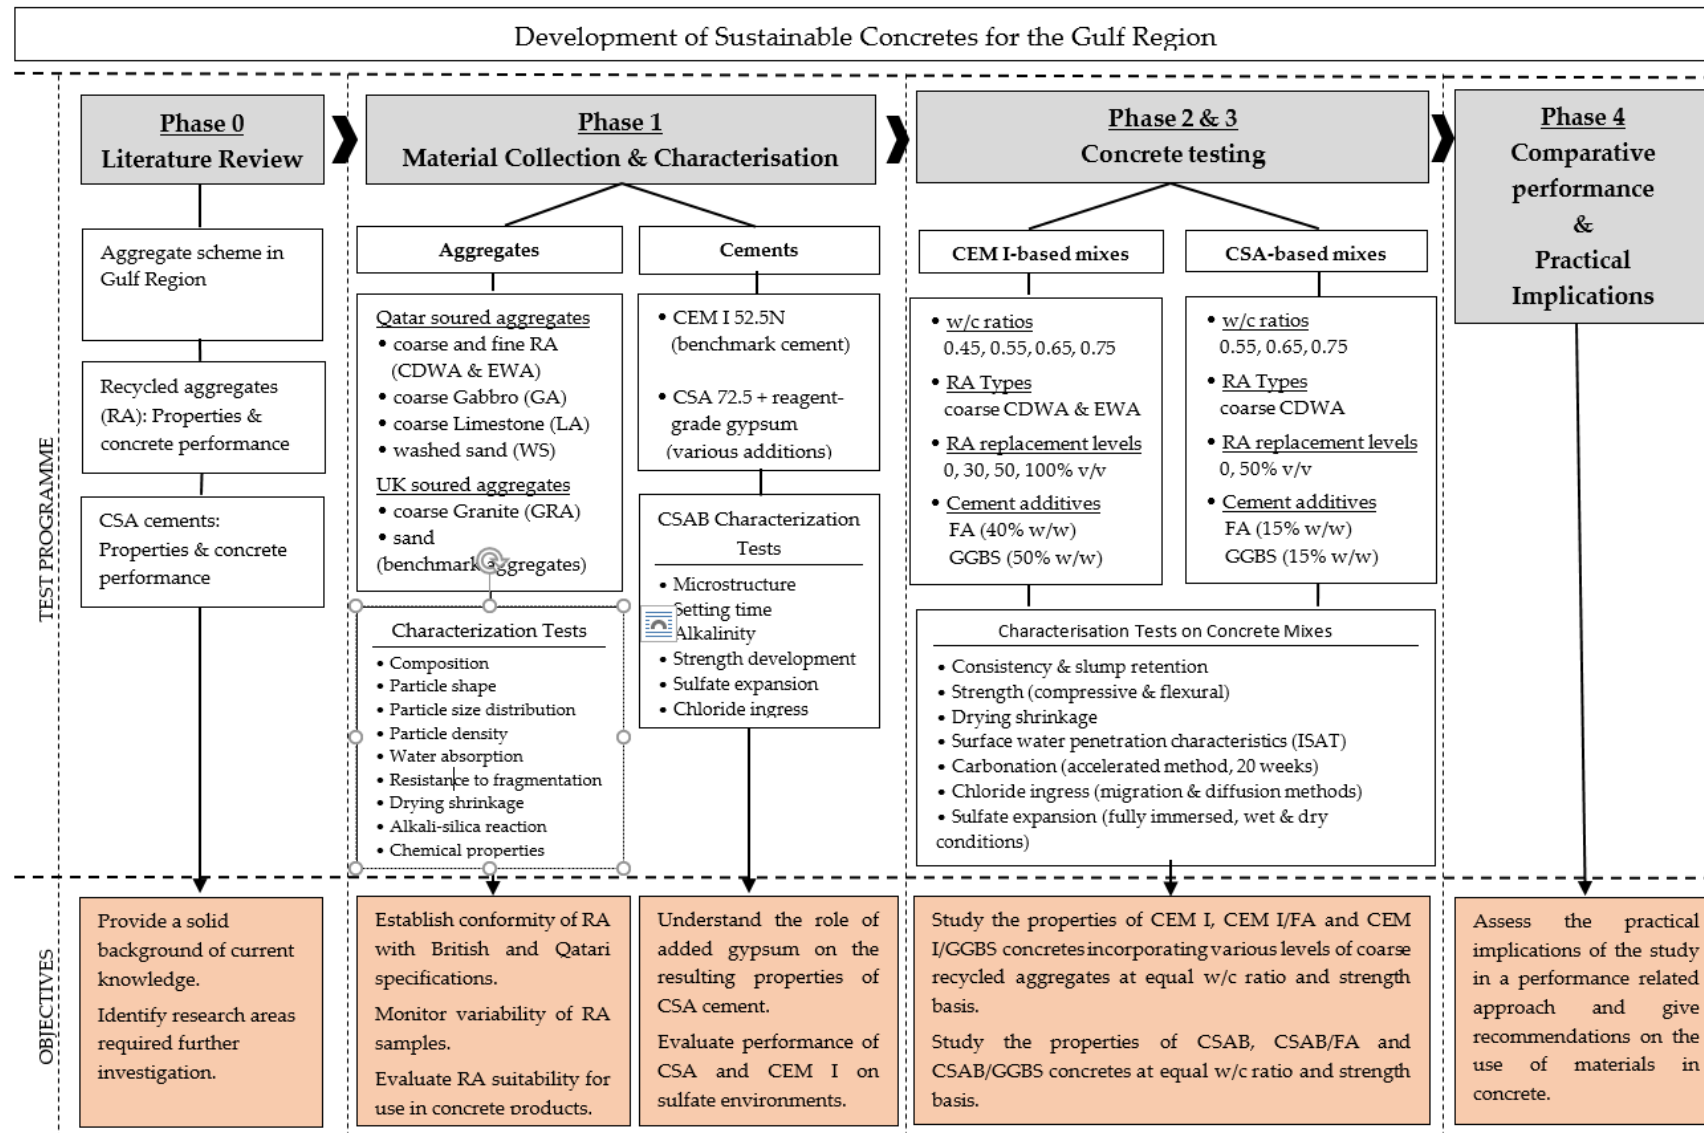 Development of Sustainable Concretes for the Gulf Region
TEST PROGRAMME
Phase 0
Literature Review
Aggregate scheme in
Gulf Region
Recycled aggregates
(RA): Properties &
concrete performance
CSA cements:
Properties & concrete
performance
Phase 1
Material Collection & Characterisation
Aggregates
Qatar soured aggregates
• coarse and fine RA
(CDWA & EWA)
• coarse Gabbro (GA)
• coarse Limestone (LA)
• washed sand (WS)
UK soured aggregates
• coarse Granite (GRA)
• sand
(benchmark aggregates)
Characterization Tests
• Composition
• Particle shape
• Particle size distribution
• Particle density
• Water absorption
• Resistance to fragmentation
• Drying shrinkage
• Alkali-silica reaction
• Chemical properties
Cements
• CEM I 52.5N
(benchmark cement)
• CSA 72.5 + reagent-
grade gypsum
(various additions)
CSAB Characterization
Tests
• Microstructure
Setting time
Alkalinity
• Strength development
• Sulfate expansion
• Chloride ingress
Phase 2 & 3
Concrete testing
CEM I-based mixes
• w/c ratios
0.45, 0.55, 0.65, 0.75
• RA Types
coarse CDWA & EWA
• RA replacement levels
0, 30, 50, 100% v/v
• Cement additives
FA (40% w/w)
GGBS (50% w/w)
CSA-based mixes
• w/c ratios
0.55, 0.65, 0.75
• RA Types
coarse CDWA
• RA replacement levels
0, 50% v/v
• Cement additives
FA (15% w/w)
GGBS (15% w/w)
Characterisation Tests on Concrete Mixes
• Consistency & slump retention
• Strength (compressive & flexural)
• Drying shrinkage
• Surface water penetration characteristics (ISAT)
• Carbonation (accelerated method, 20 weeks)
• Chloride ingress (migration & diffusion methods)
• Sulfate expansion (fully immersed, wet & dry
conditions)
Phase 4
Comparative
performance
&
Practical
Implications
OBJECTIVES
Provide a solid
background of current
knowledge.
Identify research areas
required further
investigation.
Establish conformity of RA
with British and Qatari
specifications.
Monitor variability of RA
samples.
Evaluate RA suitability for
use in concrete products.
Understand the role of
added gypsum on the
resulting properties of
CSA cement.
Evaluate performance of
CSA and CEM I on
sulfate environments.
Study the properties of CEM I, CEM I/FA and CEM
I/GGBS concretes incorporating various levels of coarse
recycled aggregates at equal w/c ratio and strength
basis.
Study the properties of CSAB, CSAB/FA and
CSAB/GGBS concretes at equal w/c ratio and strength
basis.
Assess the practical
implications of the study
in a performance related
approach and give
recommendations on the
use of materials in
concrete.